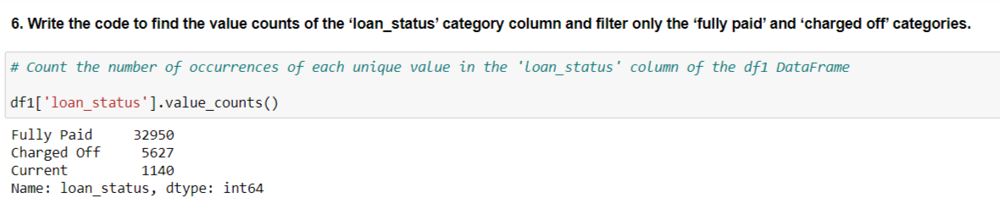 6. Write the code to find the value counts of the ‘loan_status’ category column and filter only the ‘fully paid’ and ‘charged off’ categories.
# Count the number of occurrences of each unique value in the 'loan_status' column of the df1 DataFrame
df1['loan_status'].value_counts()
Fully Paid     32950
Charged Off     5627
Current         1140
Name: loan_status, dtype: int64